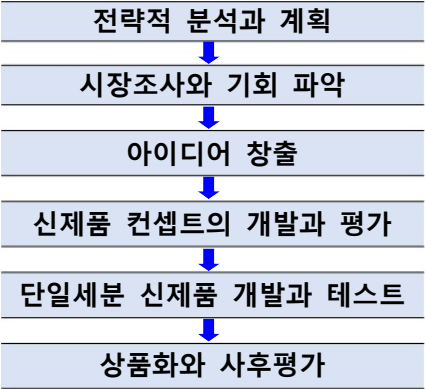 전략적 분석과 계획
시장조사와 기회 파악
아이디어 창출
신제품 컨셉트의 개발과 평가
단일세분 신제품 개발과 테스트
상품화와 사후평가